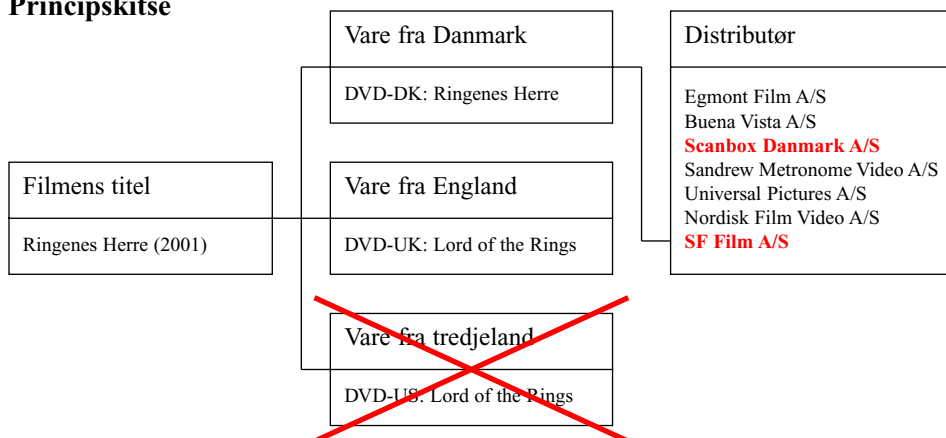 Principskitse
Vare fra Danmark
DVD-DK: Ringenes Herre
Distributør
Egmont Film A/S
Buena Vista A/S
Scanbox Danmark A/S
Sandrew Metronome Video A/S
Universal Pictures A/S
Nordisk Film Video A/S
SF Film A/S
Filmens titel
Ringenes Herre (2001)
Vare fra England
DVD-UK: Lord of the Rings
Vare fra tredjeland
DVD-US: Lord of the Rings